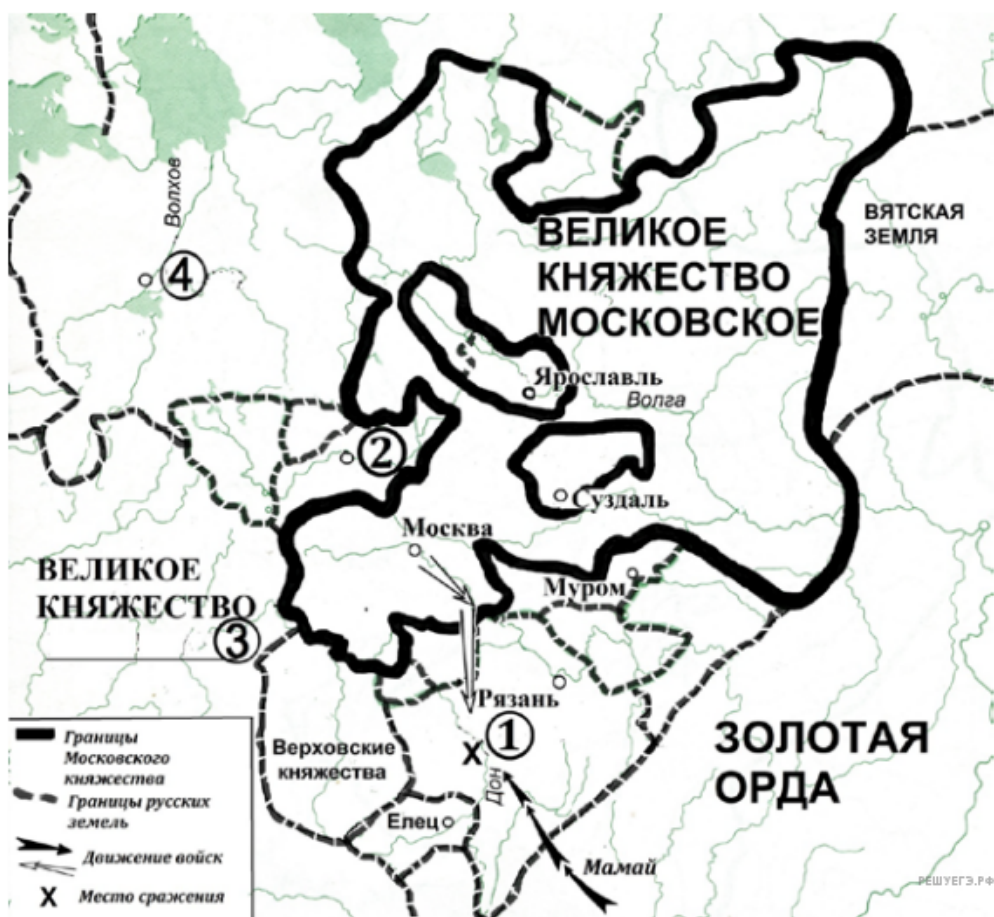 Волхов
④
ВЯТСКАЯ
ЗЕМЛЯ
ВЕЛИКОЕ
КНЯЖЕСТВО
МОСКОВСКОЕ
Ярославль
Волга
②
Суздаль
Москва
ВЕЛИКОЕ
КНЯЖЕСТВО
③
Муром
Рязань
①
ЗОЛОТАЯ
ОРДА
Верховские
княжества
Дон
Елец
Мамай
Границы
Московского
княжества
Границы русских
земель
Движение войск
X Место сражения
РЕШУЕГЭ.РФ